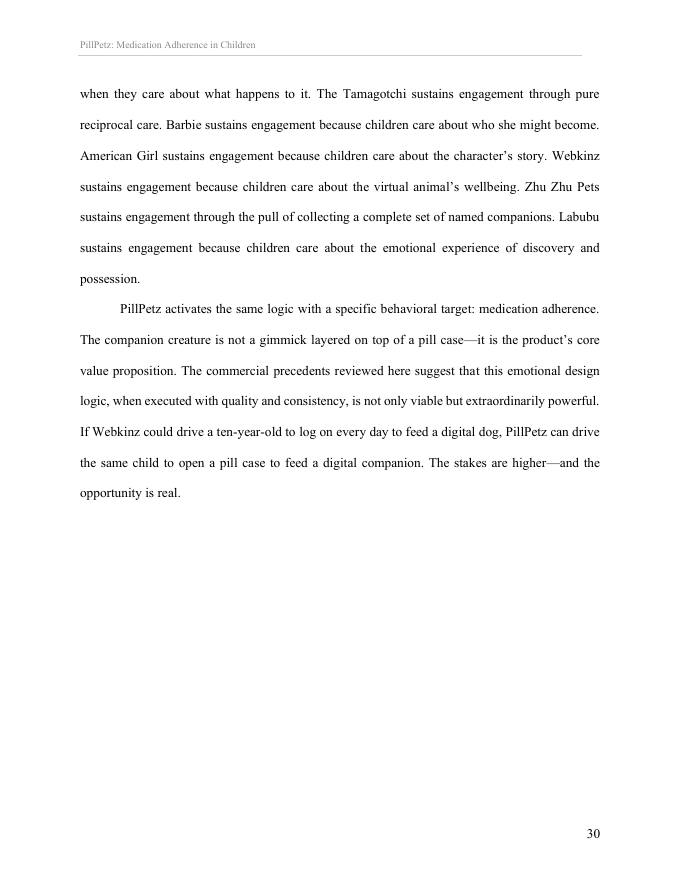 PillPetz: Medication Adherence in Children
when they care about what happens to it. The Tamagotchi sustains engagement through pure
reciprocal care. Barbie sustains engagement because children care about who she might become.
American Girl sustains engagement because children care about the character’s story. Webkinz
sustains engagement because children care about the virtual animal’s wellbeing. Zhu Zhu Pets
sustains engagement through the pull of collecting a complete set of named companions. Labubu
sustains engagement because children care about the emotional experience of discovery and
possession.
PillPetz activates the same logic with a specific behavioral target: medication adherence.
The companion creature is not a gimmick layered on top of a pill case—it is the product’s core
value proposition. The commercial precedents reviewed here suggest that this emotional design
logic, when executed with quality and consistency, is not only viable but extraordinarily powerful.
If Webkinz could drive a ten-year-old to log on every day to feed a digital dog, PillPetz can drive
the same child to open a pill case to feed a digital companion. The stakes are higher—and the
opportunity is real.
30